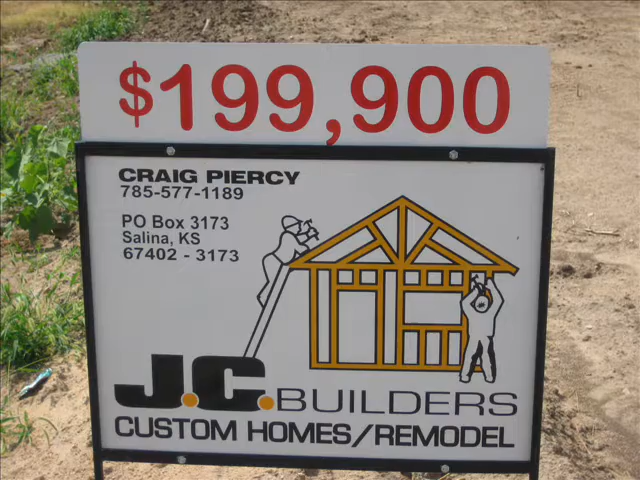 $199,900
CRAIG PIERCY
785-577-1189
PO Box 3173
Salina, KS
67402 - 3173
J.C. BUILDERS
CUSTOM HOMES/REMODEL